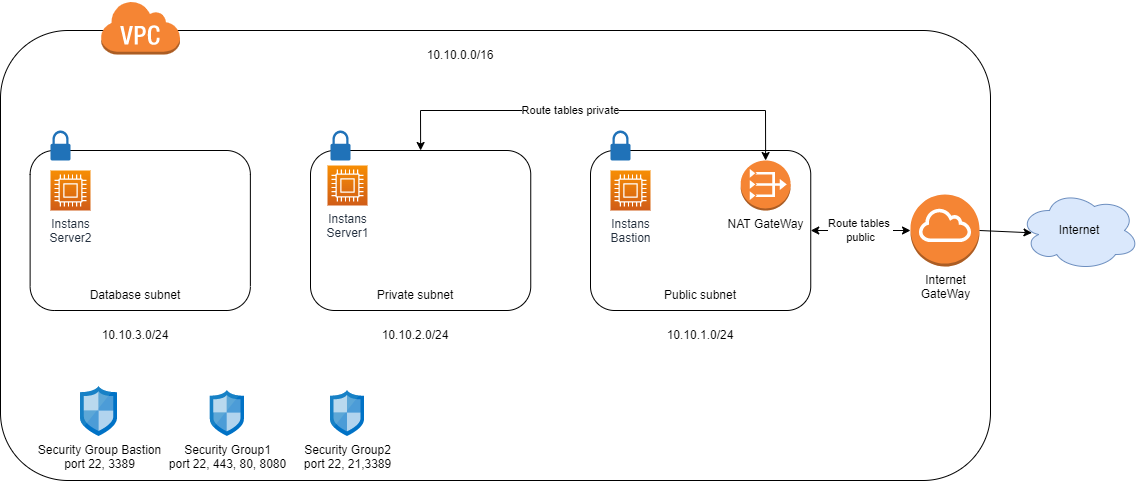 VPC
10.10.0.0/16
Route tables private
Instans
Server2
Instans
Server1
Instans
Bastion
NAT GateWay
Route tables
public
Internet
Internet
GateWay
Database subnet
Private subnet
Public subnet
10.10.3.0/24
10.10.2.0/24
10.10.1.0/24
Security Group Bastion
port 22, 3389
Security Group1
port 22, 443, 80, 8080
Security Group2
port 22, 21,3389